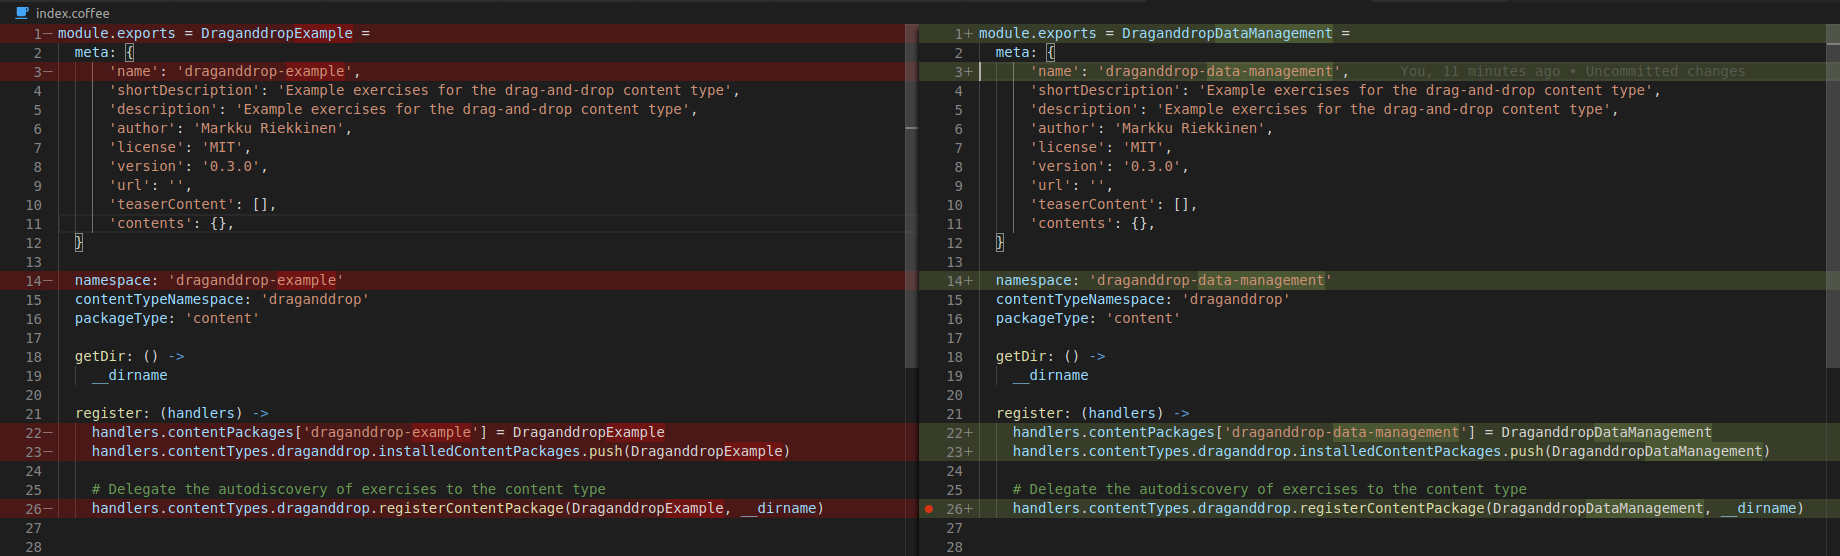 index.coffee
1— module.exports = DraganddropExample =
2 meta: {
3— 'name': 'draganddrop-example',
4 'shortDescription': 'Example exercises for the drag-and-drop content type',
5 'description': 'Example exercises for the drag-and-drop content type',
6 'author': 'Markku Riekkinen',
7 'license': 'MIT',
8 'version': '0.3.0',
9 'url': '',
10 'teaserContent': [],
11 'contents': {},
12 }
13
14— namespace: 'draganddrop-example'
15 contentTypeNamespace: 'draganddrop'
16 packageType: 'content'
17
18 getDir: () ->
19 __dirname
20
21 register: (handlers) ->
22— handlers.contentPackages['draganddrop-example'] = DraganddropExample
23— handlers.contentTypes.draganddrop.installedContentPackages.push(DraganddropExample)
24
25 # Delegate the autodiscovery of exercises to the content type
26— handlers.contentTypes.draganddrop.registerContentPackage(DraganddropExample, __dirname)
27
28
1+ module.exports = DraganddropDataManagement =
2 meta: {
3+ 'name': 'draganddrop-data-management', You, 11 minutes ago • Uncommitted changes
4 'shortDescription': 'Example exercises for the drag-and-drop content type',
5 'description': 'Example exercises for the drag-and-drop content type',
6 'author': 'Markku Riekkinen',
7 'license': 'MIT',
8 'version': '0.3.0',
9 'url': '',
10 'teaserContent': [],
11 'contents': {},
12 }
13
14+ namespace: 'draganddrop-data-management'
15 contentTypeNamespace: 'draganddrop'
16 packageType: 'content'
17
18 getDir: () ->
19 __dirname
20
21 register: (handlers) ->
22+ handlers.contentPackages['draganddrop-data-management'] = DraganddropDataManagement
23+ handlers.contentTypes.draganddrop.installedContentPackages.push(DraganddropDataManagement)
24
25 # Delegate the autodiscovery of exercises to the content type
26+ handlers.contentTypes.draganddrop.registerContentPackage(DraganddropDataManagement, __dirname)
27
28